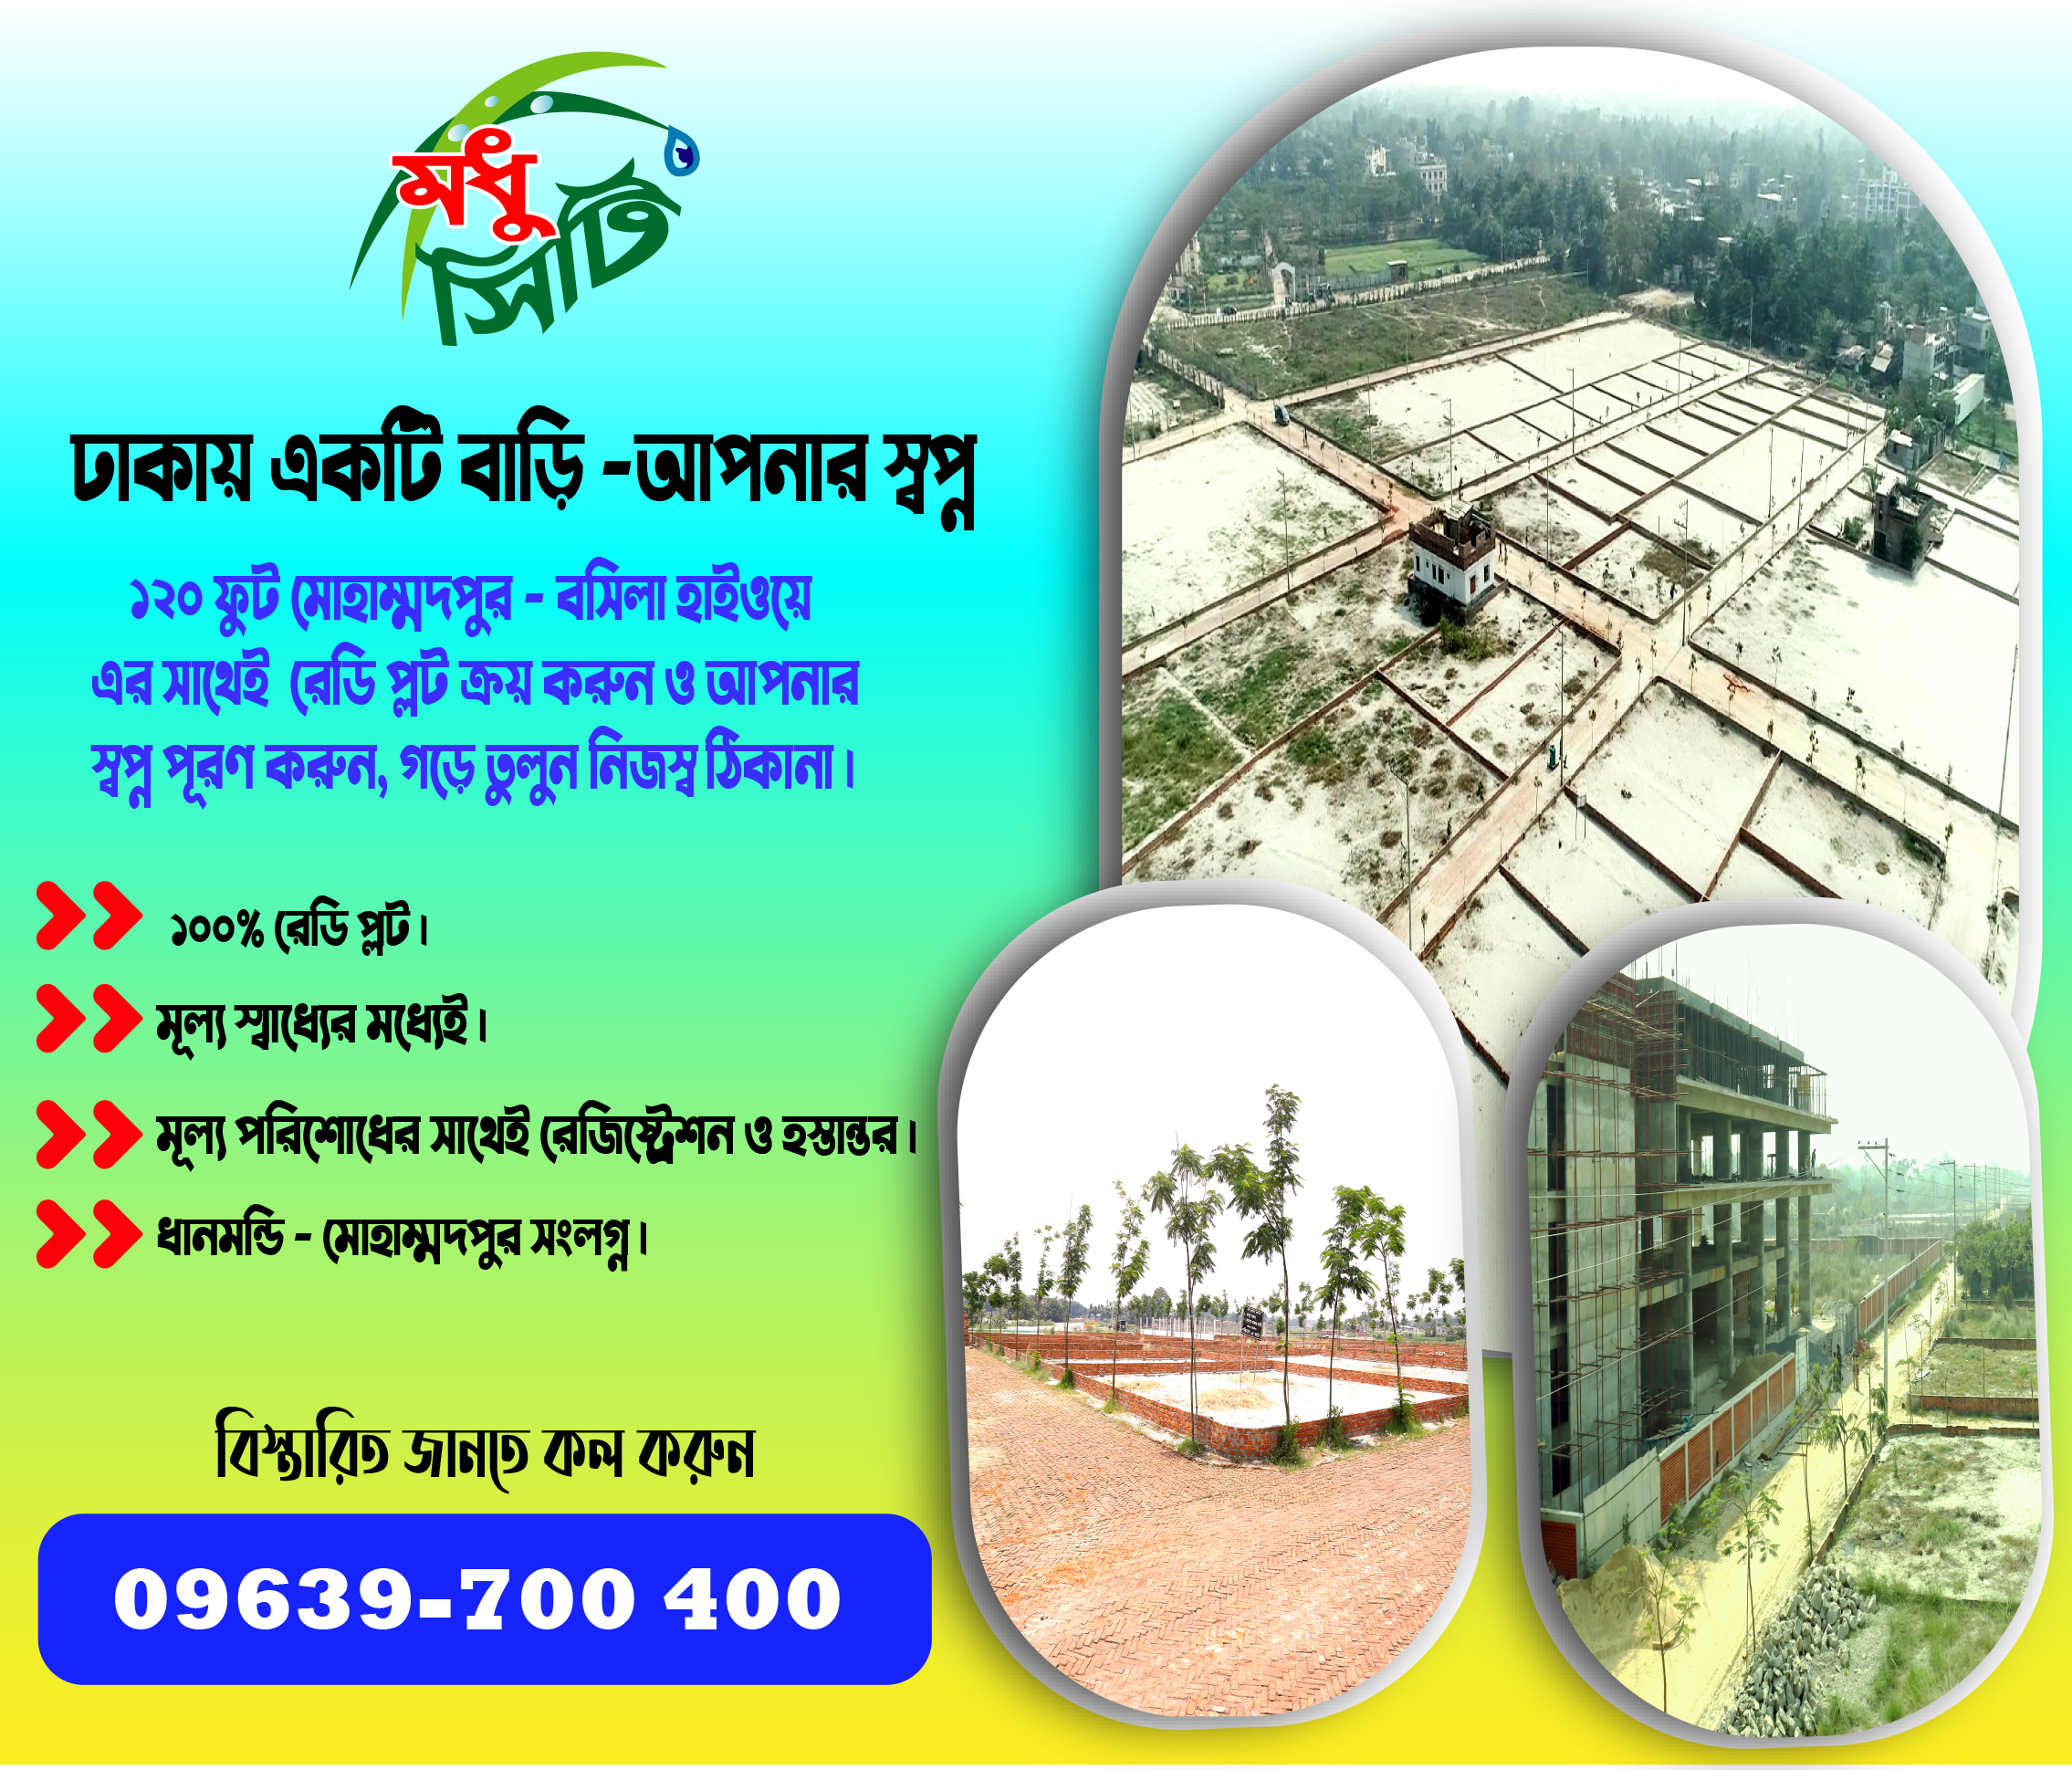 মধু
সিটি
ঢাকায় একটি বাড়ি -আপনার স্বপ্ন
১২০ ফুট মোহাম্মদপুর - বসিলা হাইওয়ে
এর সাথেই রেডি প্লট ক্রয় করুন ও আপনার
স্বপ্ন পূরণ করুন, গড়ে তুলুন নিজস্ব ঠিকানা।
১০০% রেডি প্লট।
মূল্য স্বাধ্যের মধ্যেই।
মূল্য পরিশোধের সাথেই রেজিষ্ট্রেশন ও হস্তান্তর।
ধানমন্ডি - মোহাম্মদপুর সংলগ্ন।
বিস্তারিত জানতে কল করুন
09639-700 400